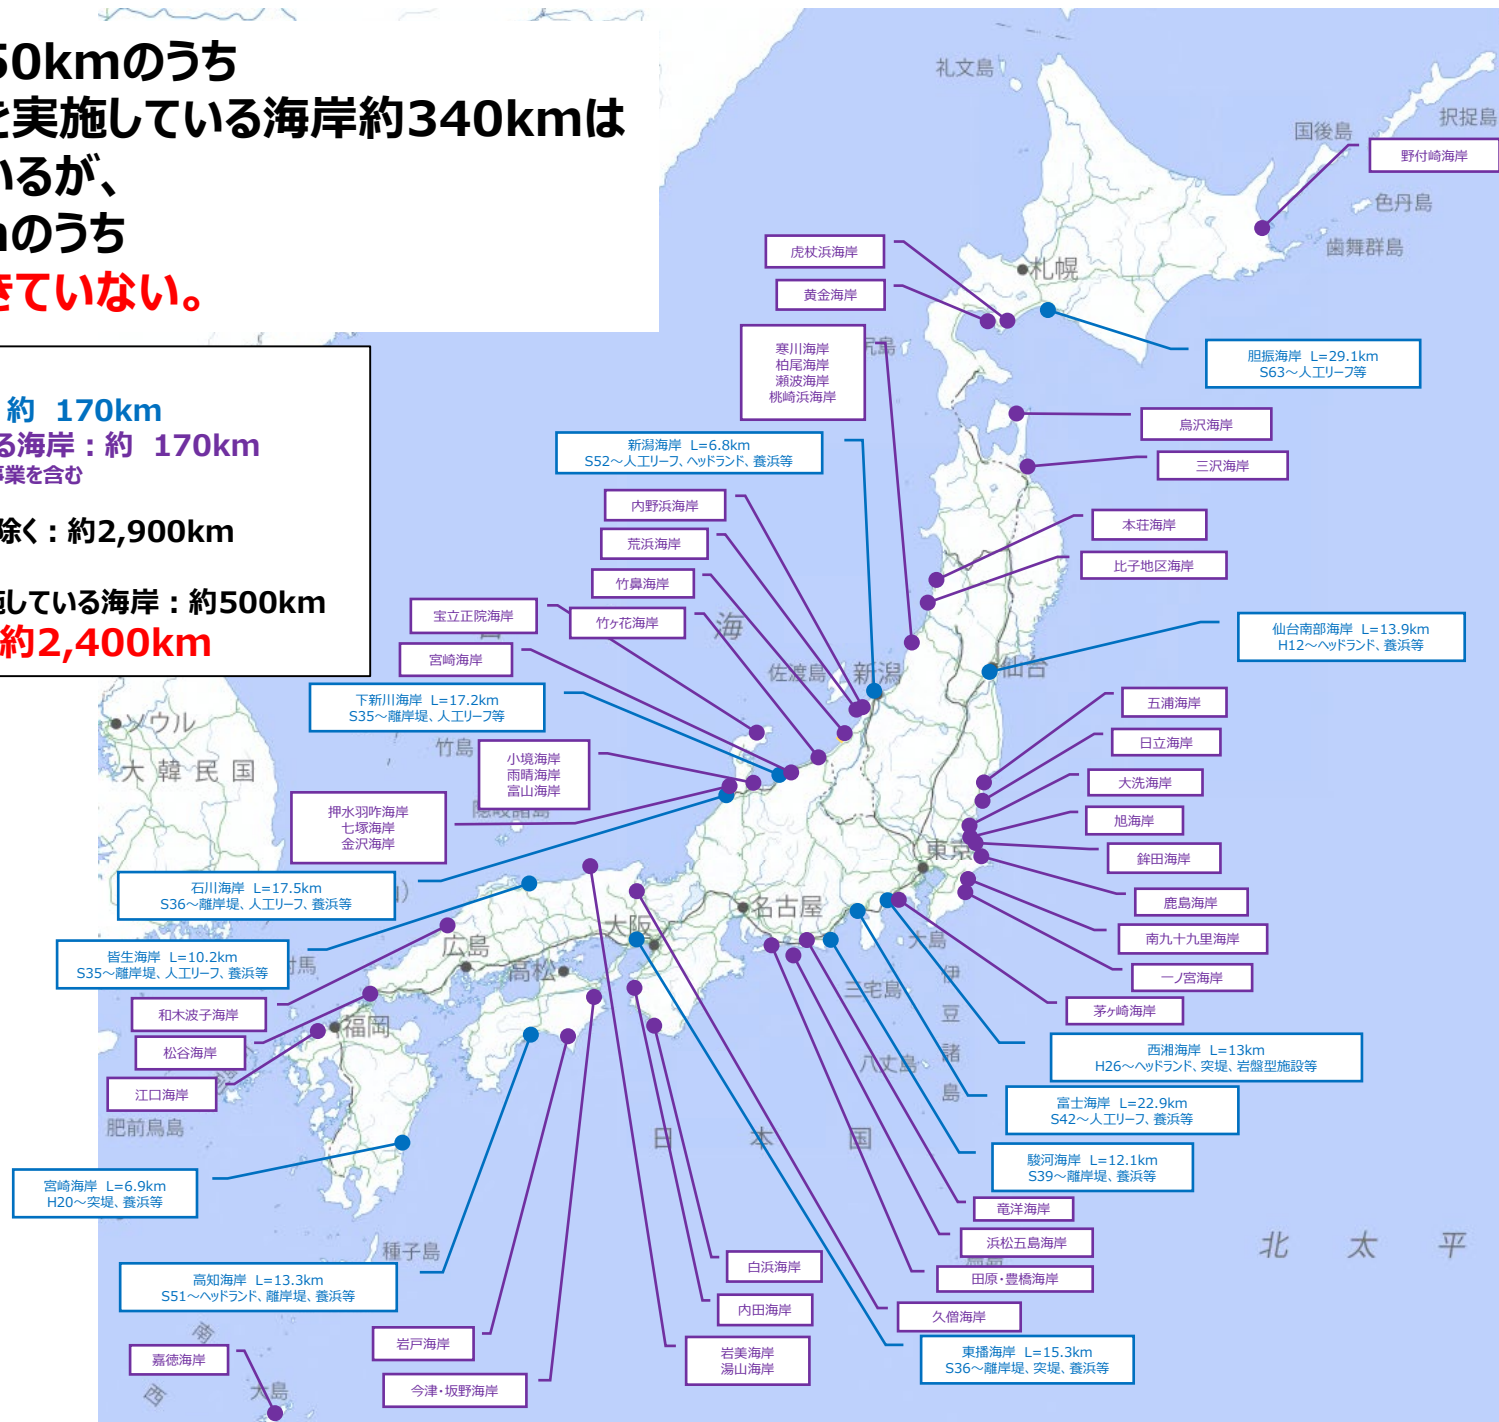 50kmのうち
を実施している海岸約340kmは
いるが、
mのうち
きていない。
約 170km
る海岸：約 170km
事業を含む
除く：約2,900km
施している海岸：約500km
約2,400km
礼文島
国後島
択捉島
野付崎海岸
色丹島
歯舞群島
虎杖浜海岸
札幌
黄金海岸
寒川海岸
柏尾海岸
瀬波海岸
桃崎浜海岸
尻島
胆振海岸 L=29.1km
S63～人工リーフ等
新潟海岸 L=6.8km
S52～人工リーフ、ヘッドランド、養浜等
烏沢海岸
三沢海岸
内野浜海岸
荒浜海岸
竹鼻海岸
竹ヶ花海岸
宝立正院海岸
宮崎海岸
本荘海岸
比子地区海岸
海
仙台南部海岸 L=13.9km
H12～ヘッドランド、養浜等
仙台
佐渡島
新潟
下新川海岸 L=17.2km
S35～離岸堤、人工リーフ等
五浦海岸
ソウル
竹島
日立海岸
大韓民国
小境海岸
雨晴海岸
富山海岸
大洗海岸
隠岐諸島
押水羽咋海岸
七塚海岸
金沢海岸
旭海岸
東京
鉾田海岸
石川海岸 L=17.5km
S36～離岸堤、人工リーフ、養浜等
鹿島海岸
名古屋
大阪
広島
高松
大島
南九十九里海岸
皆生海岸 L=10.2km
S35～離岸堤、人工リーフ、養浜等
対馬
一ノ宮海岸
三宅島
伊豆諸島
和木波子海岸
茅ヶ崎海岸
福岡
松谷海岸
西湘海岸 L=13km
H26～ヘッドランド、突堤、岩盤型施設等
八丈島
江口海岸
富士海岸 L=22.9km
S42～人工リーフ、養浜等
肥前鳥島
日本国
駿河海岸 L=12.1km
S39～離岸堤、養浜等
宮崎海岸 L=6.9km
H20～突堤、養浜等
竜洋海岸
浜松五島海岸
北太平
種子島
白浜海岸
田原・豊橋海岸
高知海岸 L=13.3km
S51～ヘッドランド、離岸堤、養浜等
内田海岸
久僧海岸
岩戸海岸
岩美海岸
湯山海岸
東播海岸 L=15.3km
S36～離岸堤、突堤、養浜等
南西
嘉徳海岸
今津・坂野海岸
大島